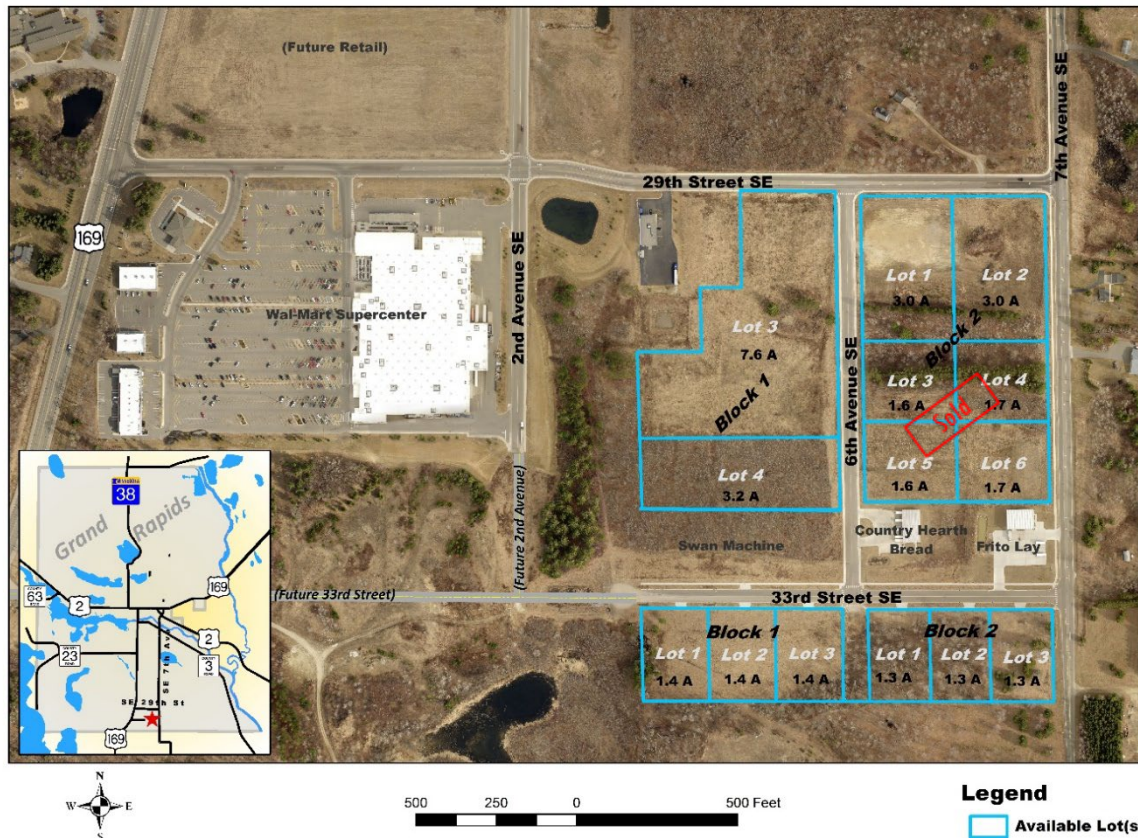 (Future Retail)
7th Avenue SE
29th Street SE
169
Wal-Mart Supercenter
2nd Avenue SE
Lot 3
7.6 A
Block 1
Lot 4
3.2 A
6th Avenue SE
Lot 1
3.0 A
Lot 2
3.0 A
Block 2
Lot 3
1.6 A
Lot 4
1.7 A
Sold
Lot 5
1.6 A
Lot 6
1.7 A
Swan Machine
Country Hearth
Bread
Frito Lay
(Future 2nd Avenue)
(Future 33rd Street)
33rd Street SE
Block 1
Lot 1
1.4 A
Lot 2
1.4 A
Lot 3
1.4 A
Block 2
Lot 1
1.3 A
Lot 2
1.3 A
Lot 3
1.3 A
38
Grand Rapids
63
2
169
2
23
3
SE 7th Av
SE 29th St
169
N
W
E
S
500
250
0
500 Feet
Legend
Available Lot(s